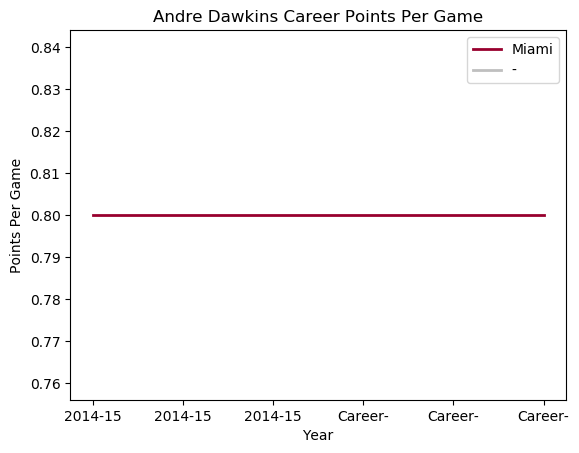 Andre Dawkins Career Points Per Game
Miami
-
0.84
0.83
0.82
0.81
0.80
0.79
0.78
0.77
0.76
Points Per Game
2014-15 2014-15 2014-15 Career- Career- Career-
Year